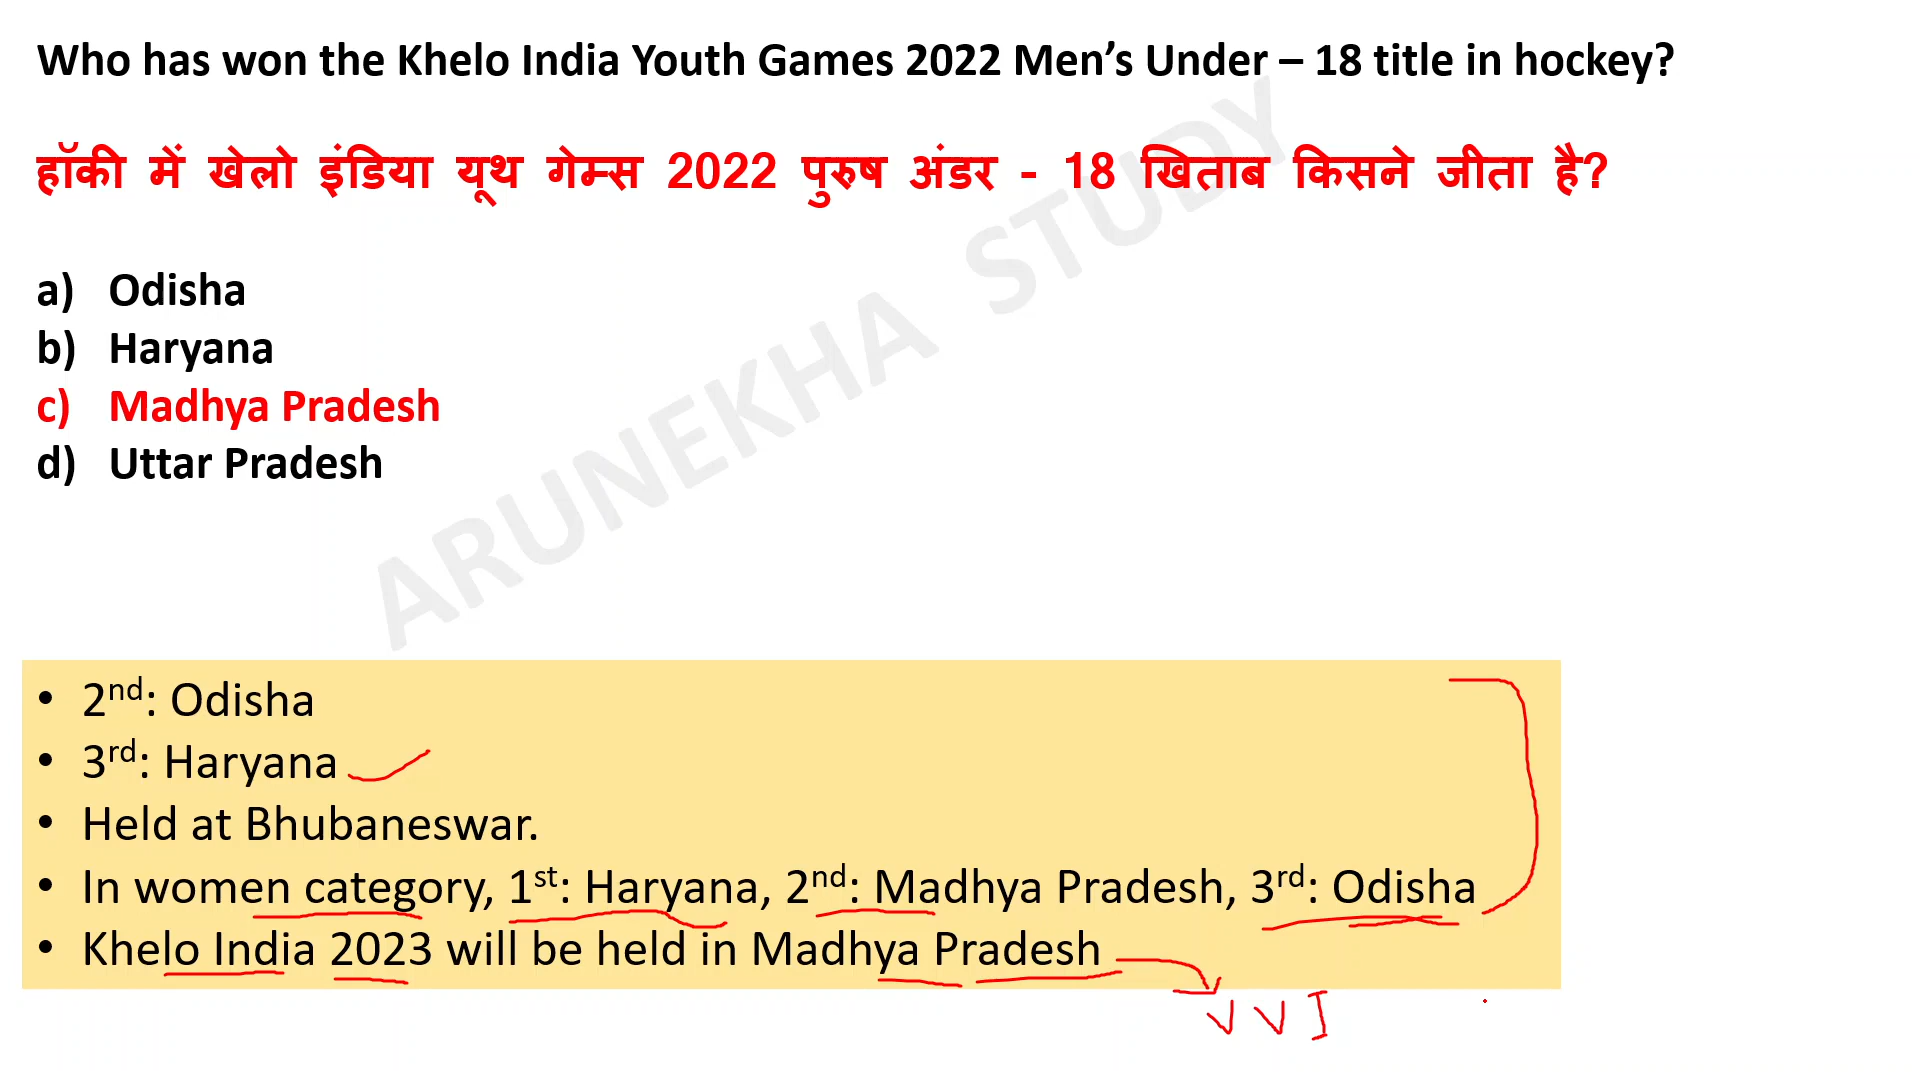 Who has won the Khelo India Youth Games 2022 Men’s Under – 18 title in hockey?
हॉकी में खेलो इंडिया यूथ गेम्स 2022 पुरुष अंडर - 18 खिताब किसने जीता है?
a) Odisha
b) Haryana
c) Madhya Pradesh
d) Uttar Pradesh
ARUNEKHA STUDY
• 2nd: Odisha
• 3rd: Haryana
• Held at Bhubaneswar.
• In women category, 1st: Haryana, 2nd: Madhya Pradesh, 3rd: Odisha
• Khelo India 2023 will be held in Madhya Pradesh
VVI